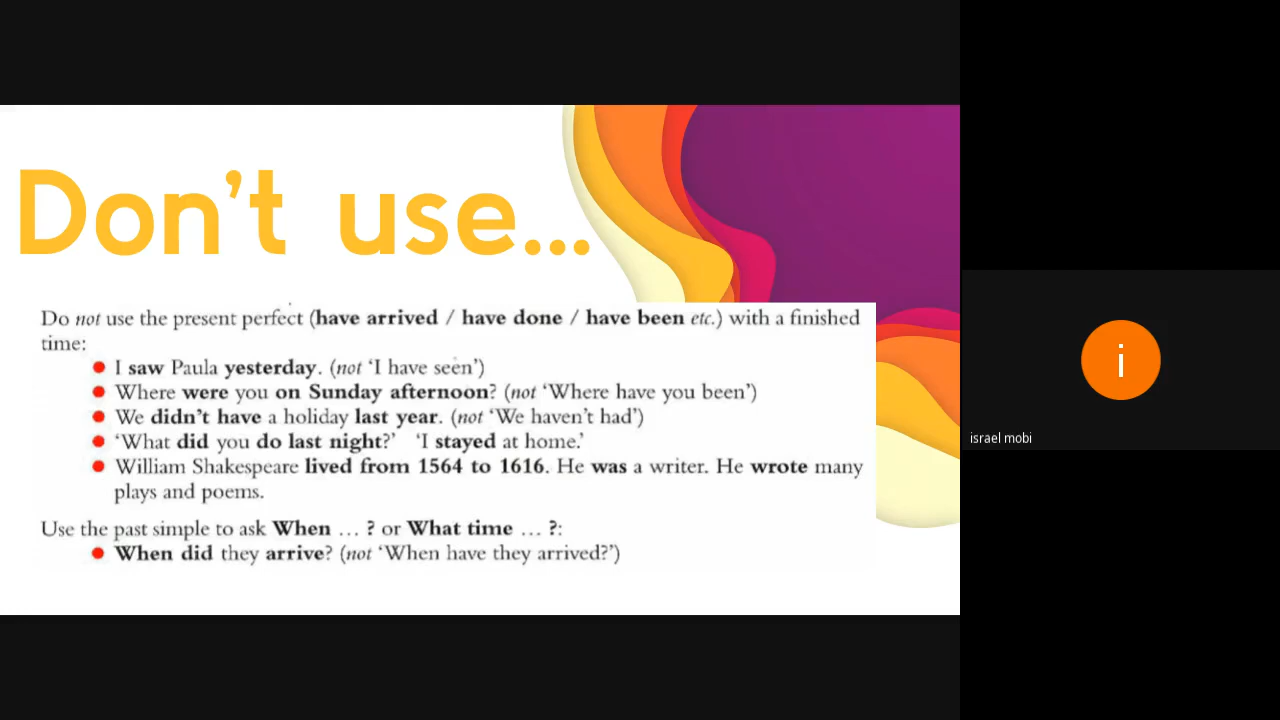 Don't use...
Do not use the present perfect (have arrived / have done / have been etc.) with a finished
time:
● I saw Paula yesterday. (not ‘I have seen’)
● Where were you on Sunday afternoon? (not ‘Where have you been’)
● We didn't have a holiday last year. (not ‘We haven't had’)
● ‘What did you do last night?’ ‘I stayed at home.’
● William Shakespeare lived from 1564 to 1616. He was a writer. He wrote many
plays and poems.
Use the past simple to ask When … ? or What time … ?:
● When did they arrive? (not ‘When have they arrived?’)
i
israel mobi